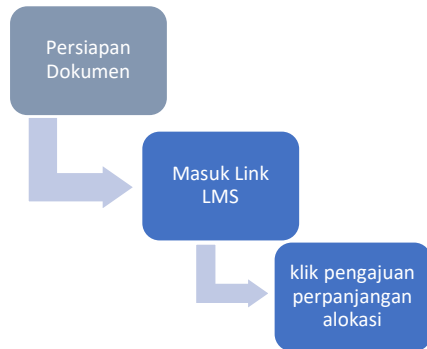 Persiapan
Dokumen
Masuk Link
LMS
klik pengajuan
perpanjangan
alokasi